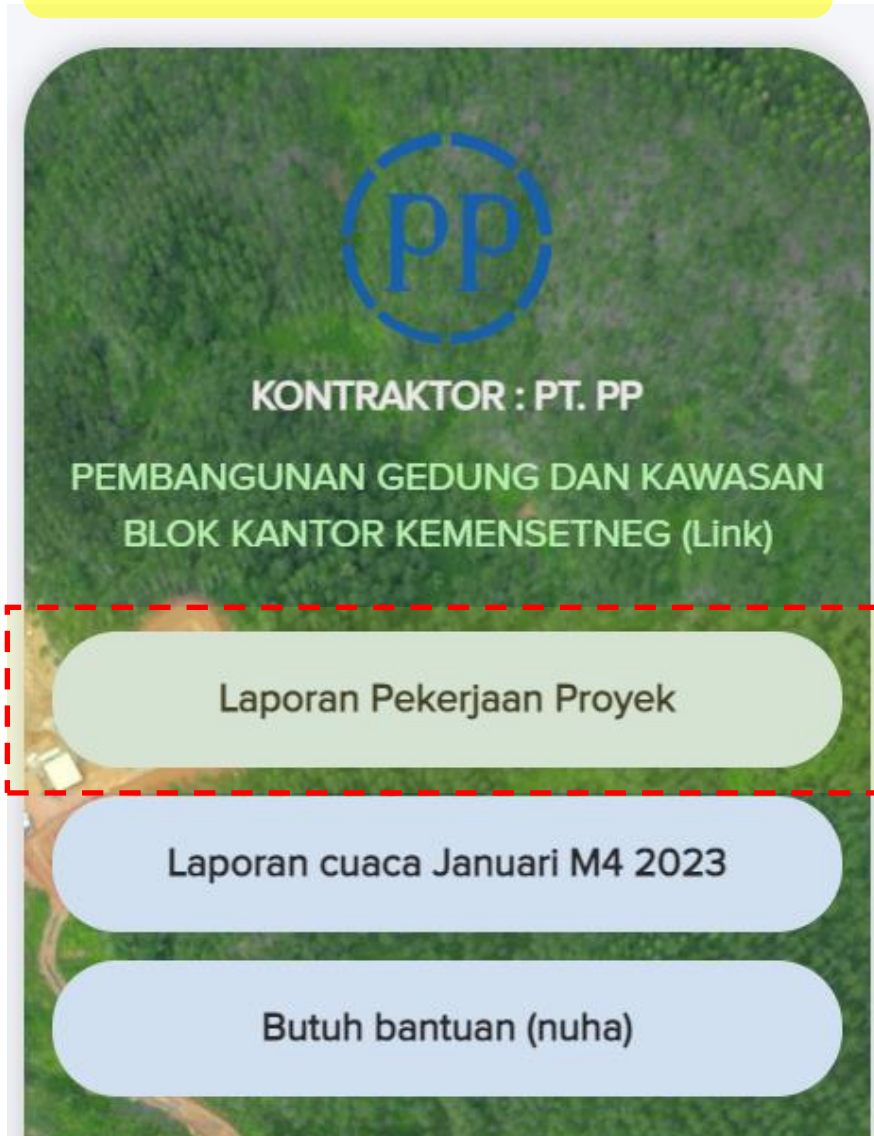 PP
KONTRAKTOR : PT. PP
PEMBANGUNAN GEDUNG DAN KAWASAN
BLOK KANTOR KEMENSETNEG (Link)
Laporan Pekerjaan Proyek
Laporan cuaca Januari M4 2023
Butuh bantuan (nuha)